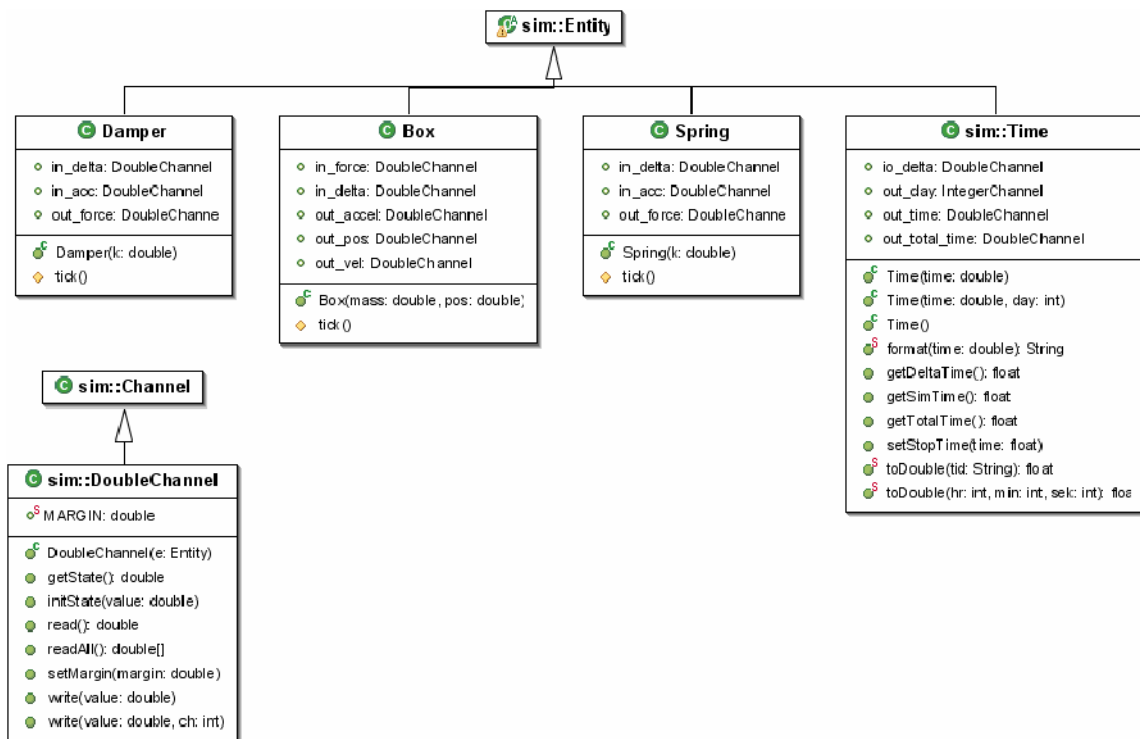 sim::Entity
Damper
in_delta: DoubleChannel
in_acc: DoubleChannel
out_force: DoubleChanne
Damper(k: double)
tick()
Box
in_force: DoubleChannel
in_delta: DoubleChannel
out_accel: DoubleChannel
out_pos: DoubleChannel
out_vel: DoubleChannel
Box(mass: double, pos: double)
tick()
Spring
in_delta: DoubleChannel
in_acc: DoubleChannel
out_force: DoubleChanne
Spring(k: double)
tick()
sim::Time
io_delta: DoubleChannel
out_day: IntegerChannel
out_time: DoubleChannel
out_total_time: DoubleChannel
Time(time: double)
Time(time: double, day: int)
Time()
format(time: double): String
getDeltaTime(): float
getSimTime(): float
getTotalTime(): float
setStopTime(time: float)
toDouble(tid: String): float
toDouble(hr: int, min: int, sek: int): floa
sim::Channel
sim::DoubleChannel
MARGIN: double
DoubleChannel(e: Entity)
getState(): double
initState(value: double)
read(): double
readAll(): double[]
setMargin(margin: double)
write(value: double)
write(value: double, ch: int)